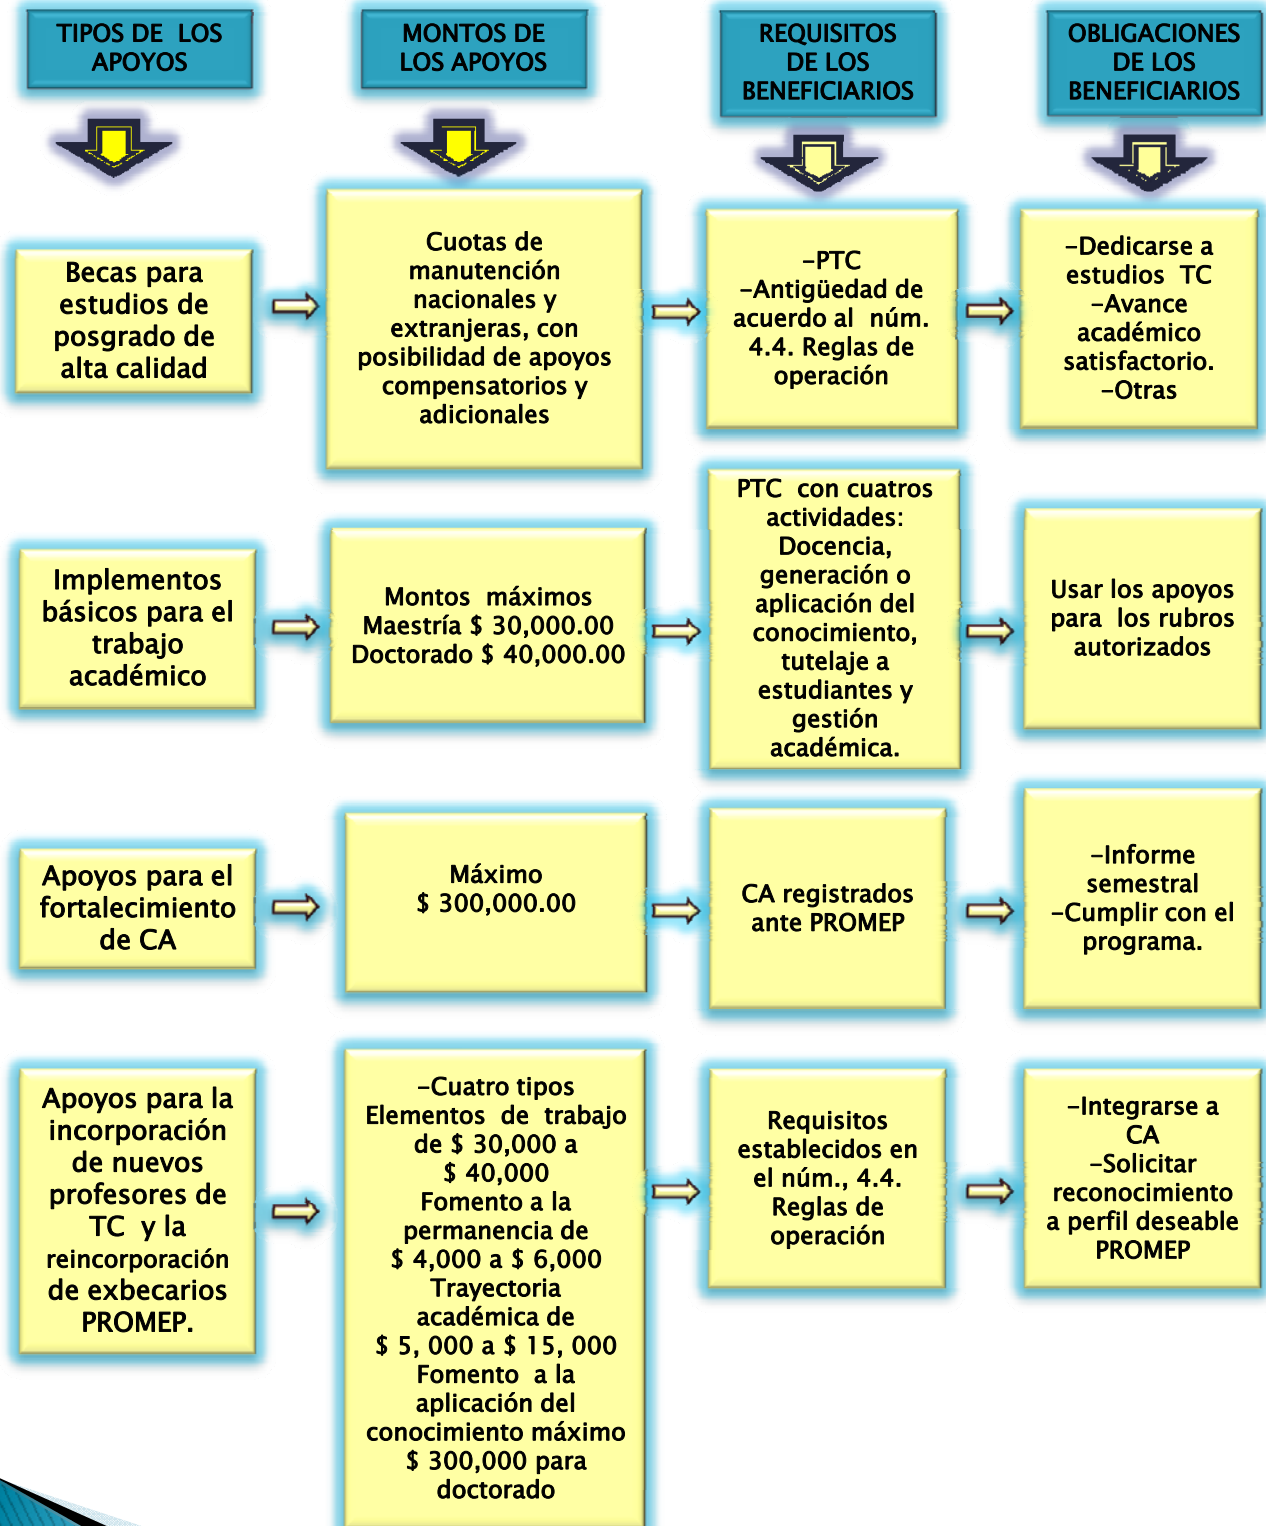 TIPOS DE LOS
APOYOS
MONTOS DE
LOS APOYOS
REQUISITOS
DE LOS
BENEFICIARIOS
OBLIGACIONES
DE LOS
BENEFICIARIOS
Becas para
estudios de
posgrado de
alta calidad
Cuotas de
manutención
nacionales y
extranjeras, con
posibilidad de apoyos
compensatorios y
adicionales
-PTC
-Antigüedad de
acuerdo al núm.
4.4. Reglas de
operación
-Dedicarse a
estudios TC
-Avance
académico
satisfactorio.
-Otras
Implementos
básicos para el
trabajo
académico
Montos máximos
Maestría $ 30,000.00
Doctorado $ 40,000.00
PTC con cuatros
actividades:
Docencia,
generación o
aplicación del
conocimiento,
tutelaje a
estudiantes y
gestión
académica.
Usar los apoyos
para los rubros
autorizados
Apoyos para el
fortalecimiento
de CA
Máximo
$ 300,000.00
CA registrados
ante PROMEP
-Informe
semestral
-Cumplir con el
programa.
Apoyos para la
incorporación
de nuevos
profesores de
TC y la
reincorporación
de exbecarios
PROMEP.
-Cuatro tipos
Elementos de trabajo
de $ 30,000 a
$ 40,000
Fomento a la
permanencia de
$ 4,000 a $ 6,000
Trayectoria
académica de
$ 5, 000 a $ 15, 000
Fomento a la
aplicación del
conocimiento máximo
$ 300,000 para
doctorado
Requisitos
establecidos en
el núm., 4.4.
Reglas de
operación
-Integrarse a
CA
-Solicitar
reconocimiento
a perfil deseable
PROMEP